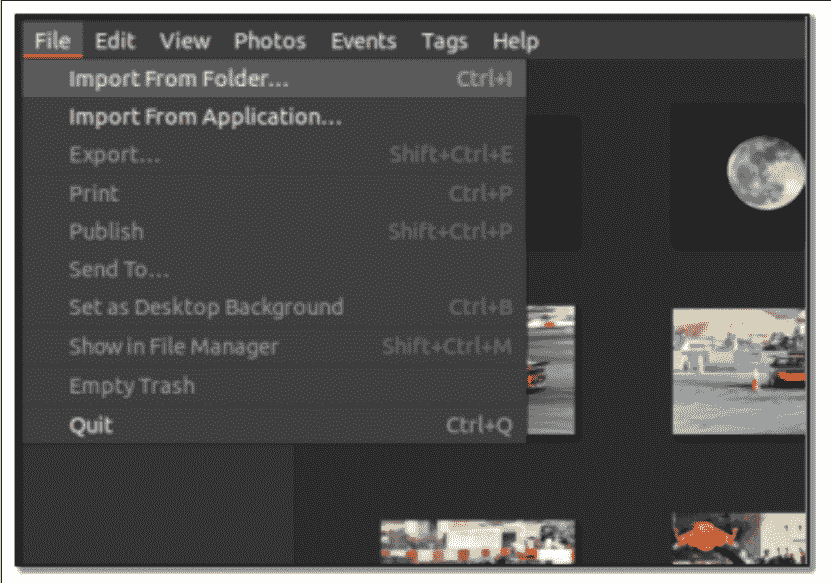 File Edit View Photos Events Tags Help
Import From Folder... Ctrl+I
Import From Application...
Export... Shift+Ctrl+E
Print Ctrl+P
Publish Shift+Ctrl+P
Send To...
Set as Desktop Background Ctrl+B
Show in File Manager Shift+Ctrl+M
Empty Trash
Quit Ctrl+Q